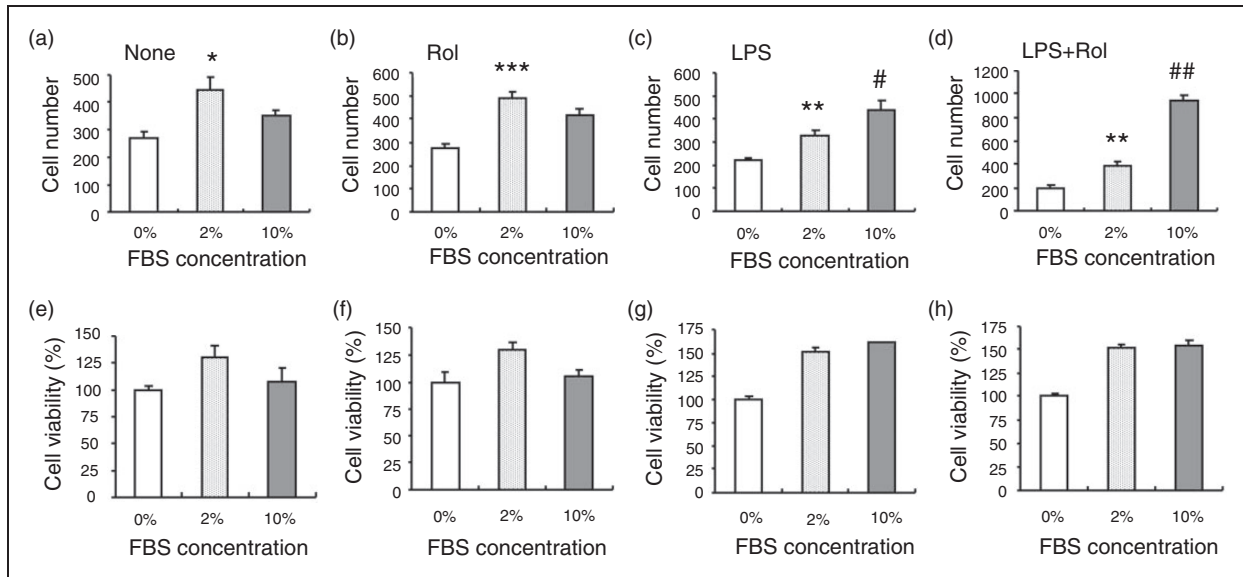 (a)
None
*
Cell number
500
400
300
200
100
0
0% 2% 10%
FBS concentration
(b)
Rol
***
Cell number
600
500
400
300
200
100
0
0% 2% 10%
FBS concentration
(c)
LPS
**
#
Cell number
600
400
200
0
0% 2% 10%
FBS concentration
(d)
LPS+Rol
**
##
Cell number
1200
1000
800
600
400
200
0
0% 2% 10%
FBS concentration
(e)
Cell viability (%)
150
125
100
75
50
25
0
0% 2% 10%
FBS concentration
(f)
Cell viability (%)
150
125
100
75
50
25
0
0% 2% 10%
FBS concentration
(g)
Cell viability (%)
175
150
125
100
75
50
25
0
0% 2% 10%
FBS concentration
(h)
Cell viability (%)
175
150
125
100
75
50
25
0
0% 2% 10%
FBS concentration